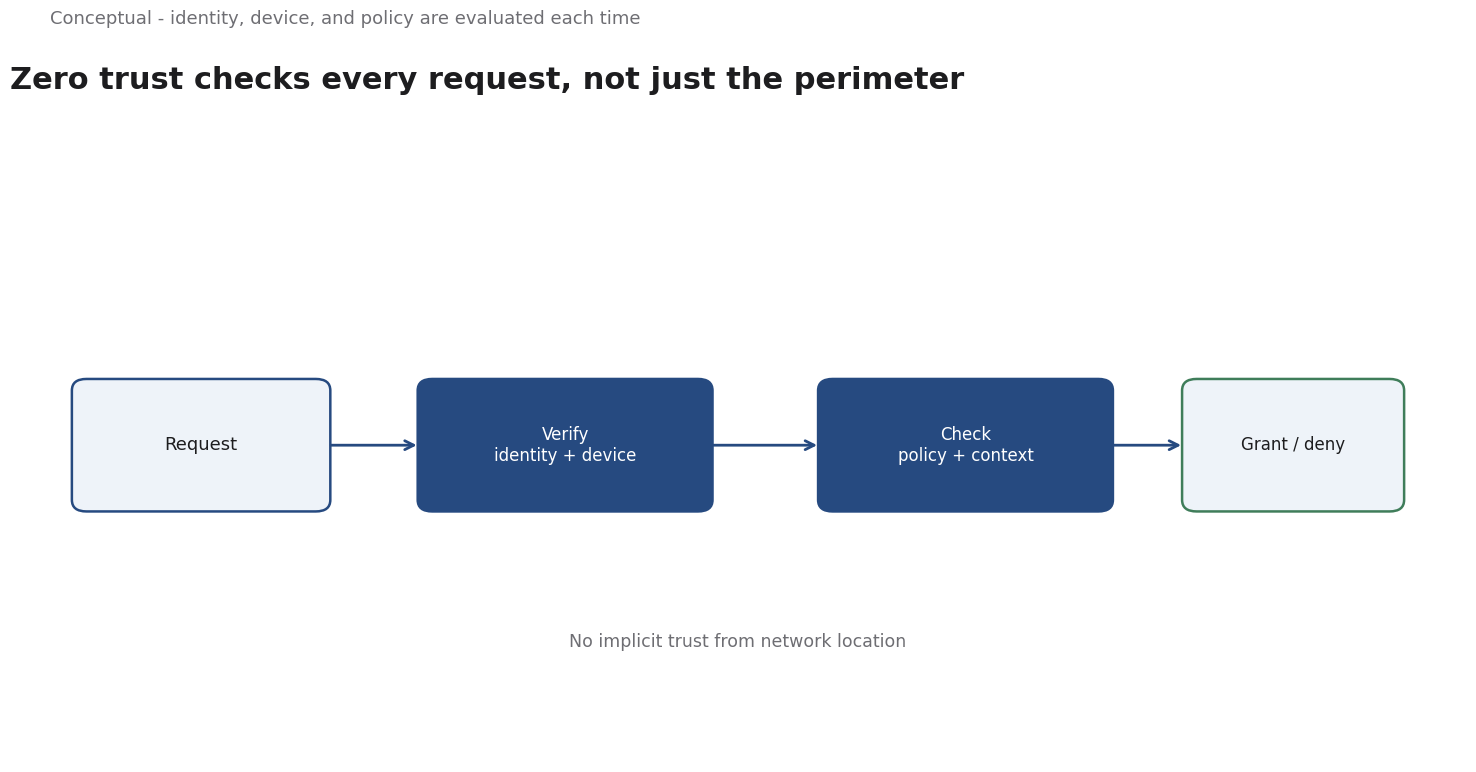 Conceptual - identity, device, and policy are evaluated each time
Zero trust checks every request, not just the perimeter
Request
Verify
identity + device
Check
policy + context
Grant / deny
No implicit trust from network location